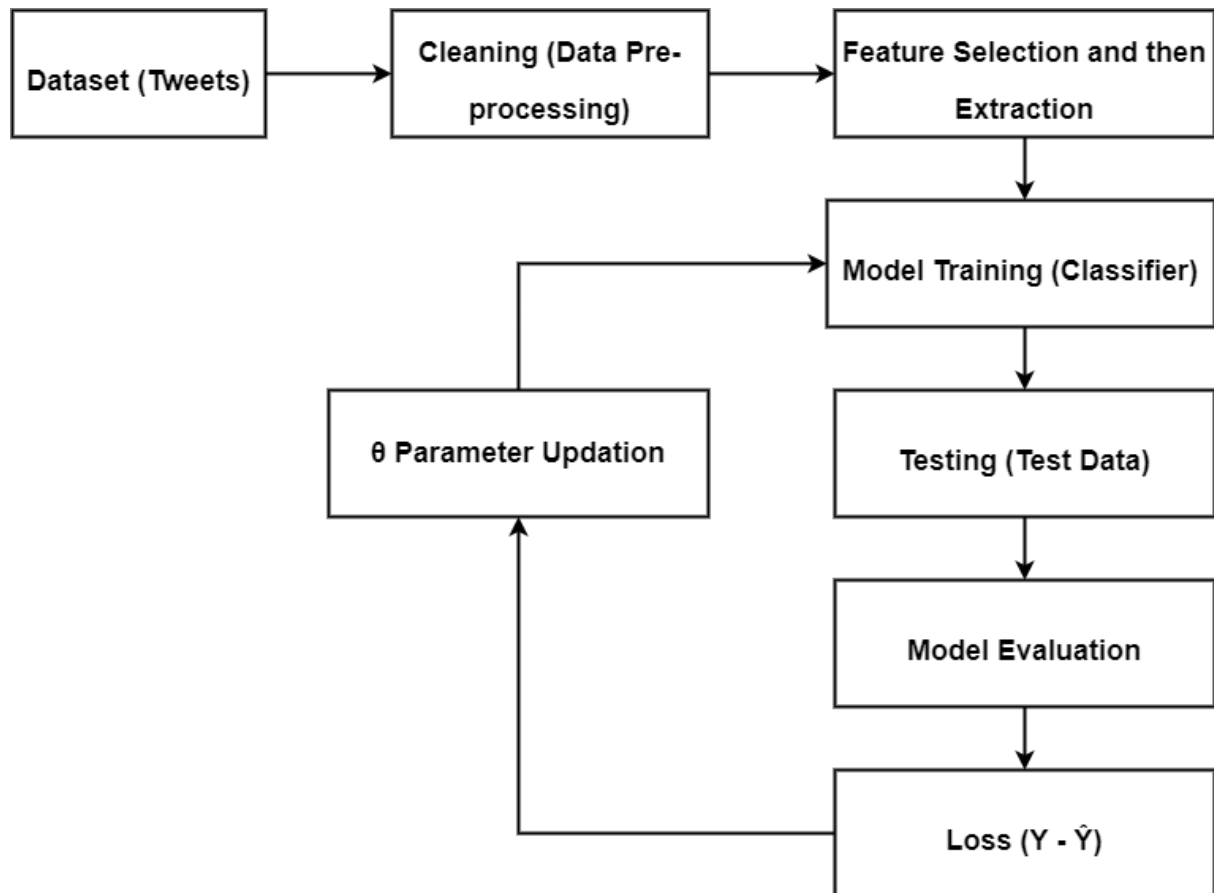 Dataset (Tweets)
Cleaning (Data Pre-
processing)
Feature Selection and then
Extraction
Model Training (Classifier)
θ Parameter Updation
Testing (Test Data)
Model Evaluation
Loss (Y - Ŷ)